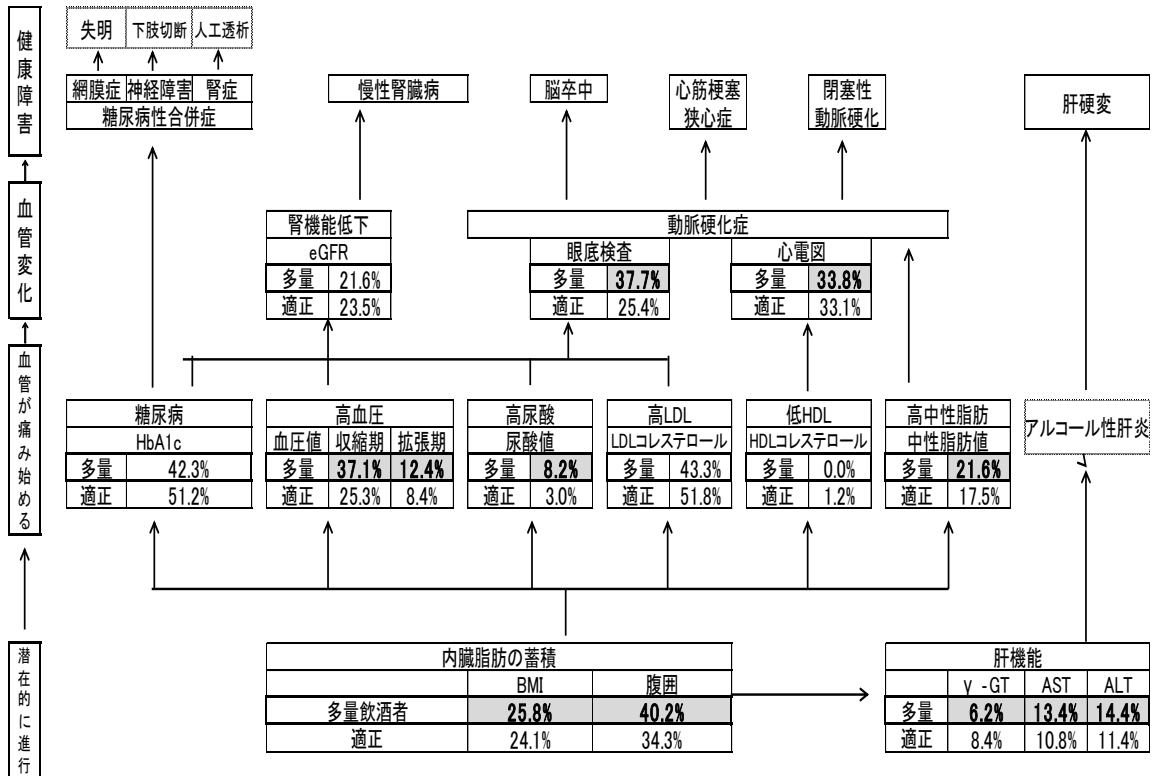 健康障害
血管変化
血管が痛み始める
潜在的に進行
失明 下肢切断 人工透析
網膜症 神経障害 腎症
糖尿病性合併症
慢性腎臓病
脳卒中
心筋梗塞
狭心症
閉塞性
動脈硬化
肝硬変
腎機能低下
eGFR
多量 21.6%
適正 23.5%
動脈硬化症
眼底検査
多量 37.7%
適正 25.4%
心電図
多量 33.8%
適正 33.1%
糖尿病
HbA1c
多量 42.3%
適正 51.2%
高血圧
血圧値 収縮期 拡張期
多量 37.1% 12.4%
適正 25.3% 8.4%
高尿酸
尿酸値
多量 8.2%
適正 3.0%
高LDL
LDLコレステロール
多量 43.3%
適正 51.8%
低HDL
HDLコレステロール
多量 0.0%
適正 1.2%
高中性脂肪
中性脂肪値
多量 21.6%
適正 17.5%
アルコール性肝炎
内臓脂肪の蓄積
BMI 腹囲
多量飲酒者 25.8% 40.2%
適正 24.1% 34.3%
肝機能
γ-GT AST ALT
多量 6.2% 13.4% 14.4%
適正 8.4% 10.8% 11.4%